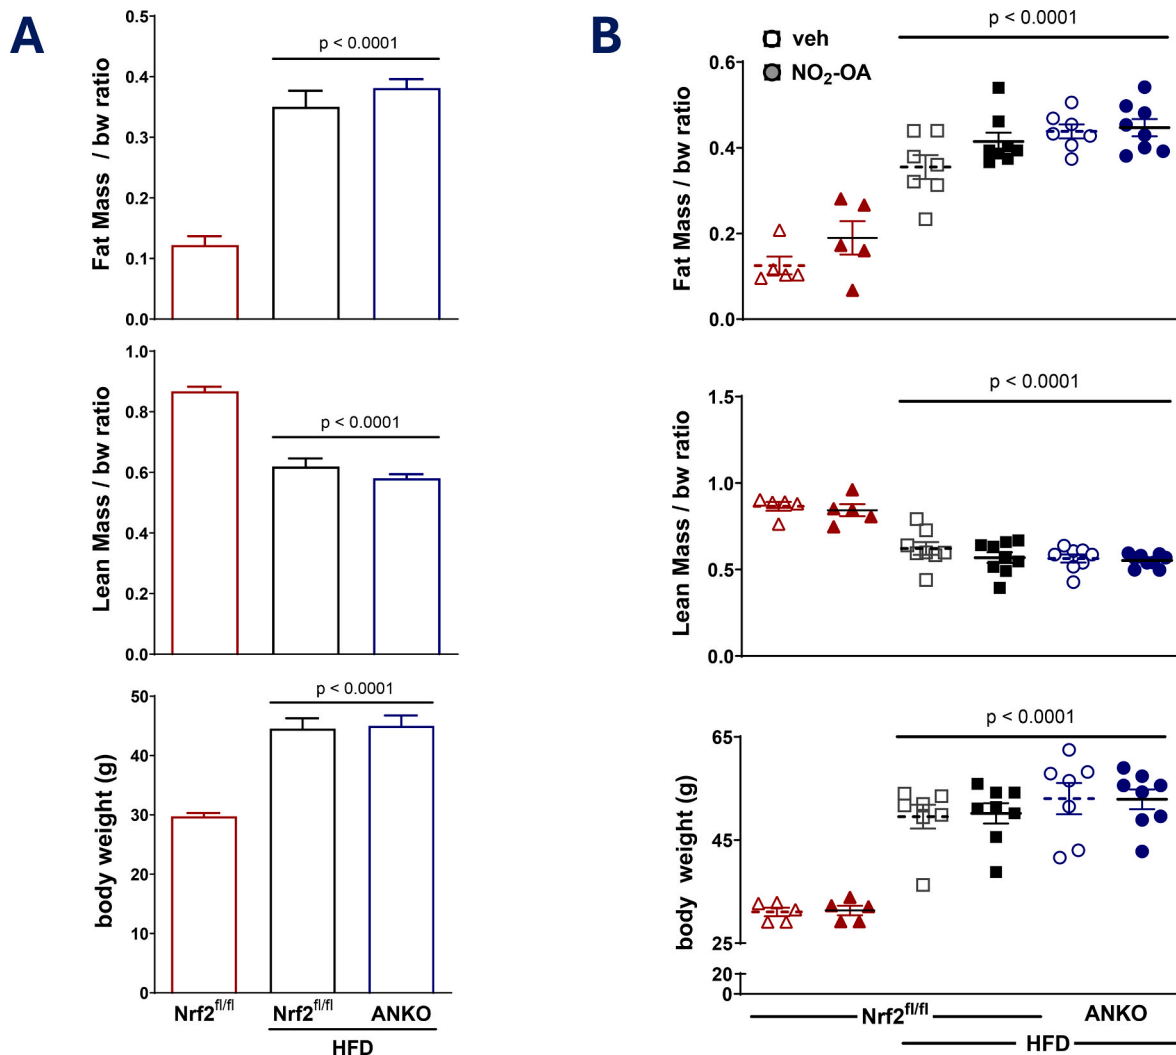 A
Fat Mass / bw ratio
0.5
0.4
0.3
0.2
0.1
0.0
p < 0.0001
Lean Mass / bw ratio
1.0
0.8
0.6
0.4
0.2
0.0
p < 0.0001
body weight (g)
50
40
30
20
10
0
p < 0.0001
Nrf2fl/fl
Nrf2fl/fl
ANKO
HFD
B
veh
NO2-OA
p < 0.0001
Fat Mass / bw ratio
0.6
0.4
0.2
0.0
p < 0.0001
Lean Mass / bw ratio
1.5
1.0
0.5
0.0
p < 0.0001
body weight (g)
65
45
25
20
0
Nrf2fl/fl
ANKO
HFD